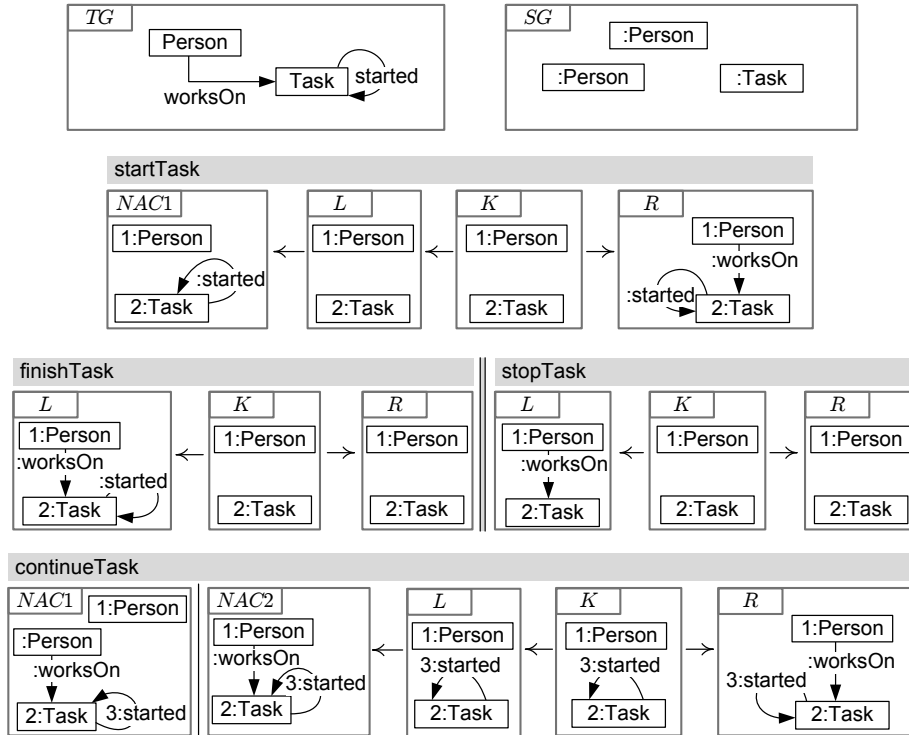 TG
Person
Task
started
worksOn
SG
:Person
:Person
:Task
startTask
NAC1
1:Person
:started
2:Task
L
1:Person
2:Task
K
1:Person
2:Task
R
1:Person
:worksOn
:started
2:Task
finishTask
L
1:Person
:worksOn
:started
2:Task
K
1:Person
2:Task
R
1:Person
2:Task
stopTask
L
1:Person
:worksOn
2:Task
K
1:Person
2:Task
R
1:Person
2:Task
continueTask
NAC1
1:Person
:Person
:worksOn
3:started
2:Task
NAC2
1:Person
:worksOn
3:started
2:Task
L
1:Person
3:started
2:Task
K
1:Person
3:started
2:Task
R
1:Person
:worksOn
3:started
2:Task